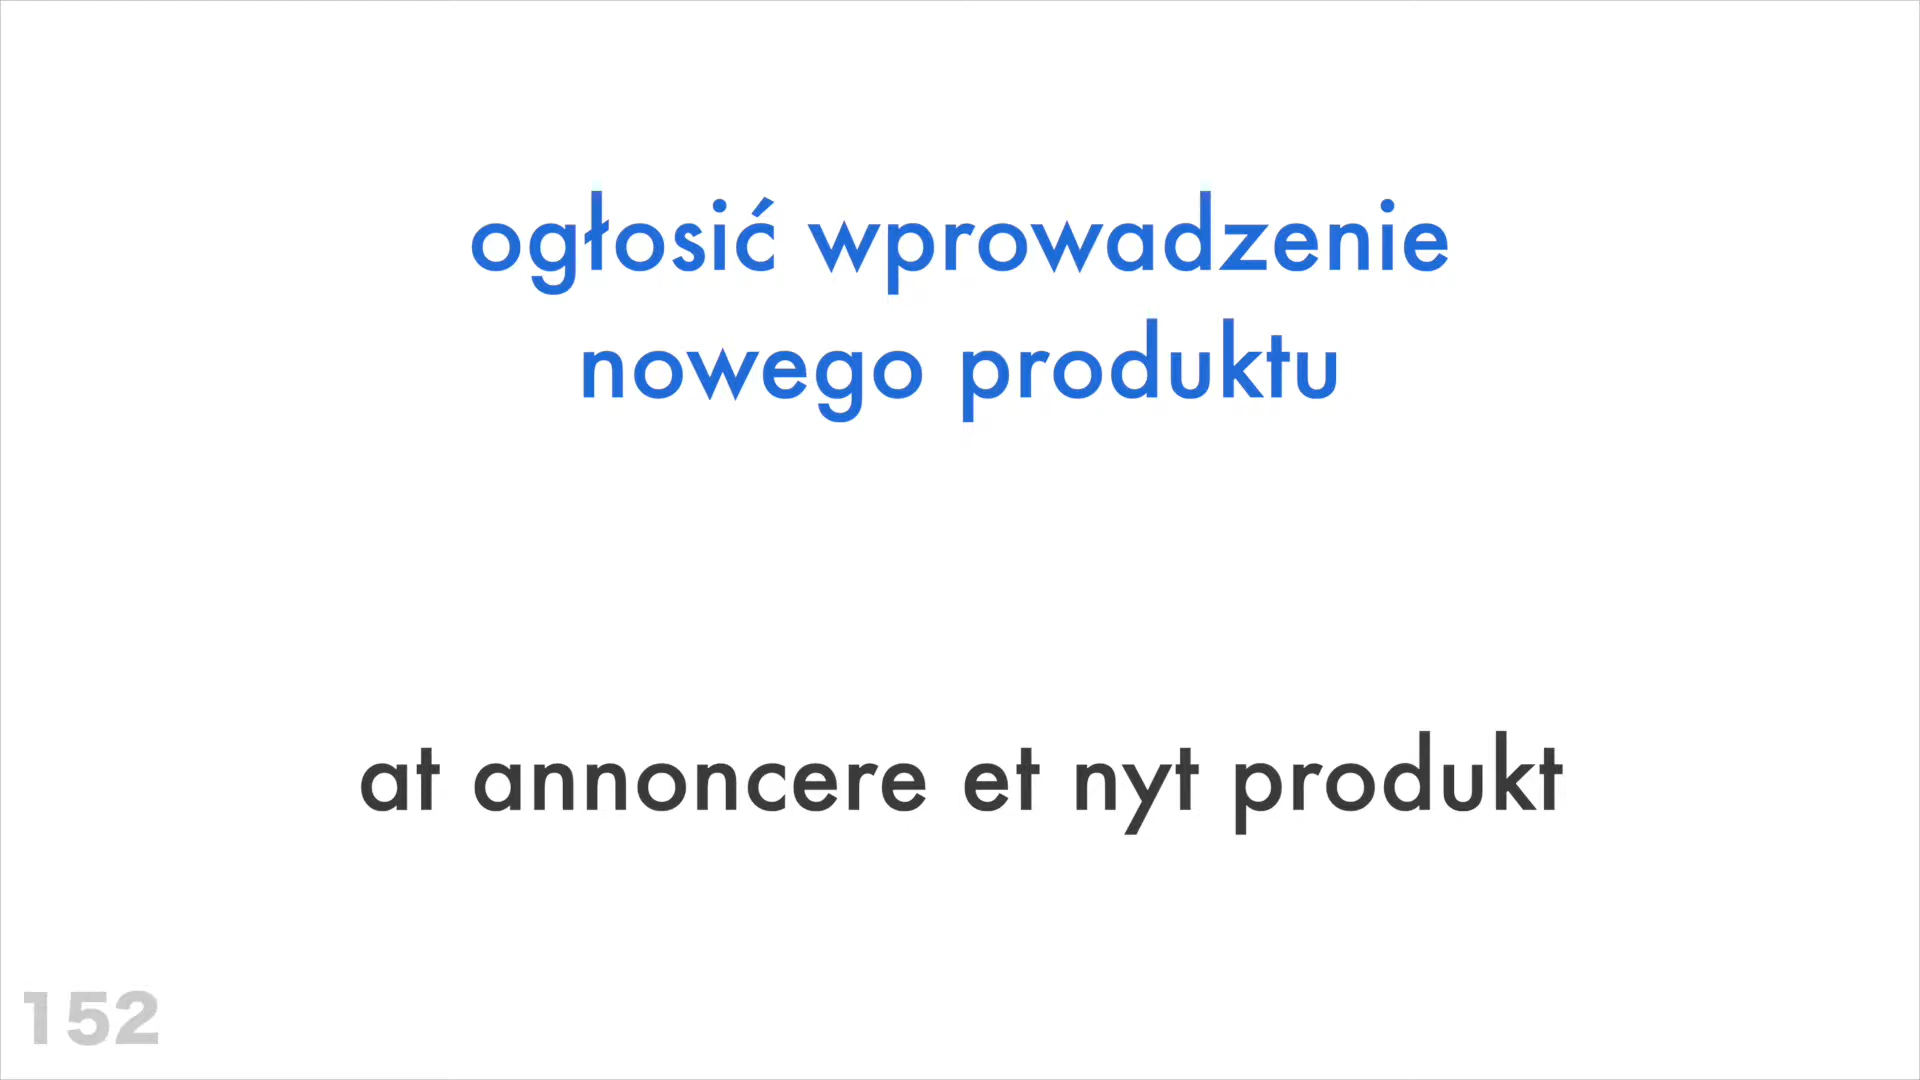 ogłosić wprowadzenie
nowego produktu
at annoncere et nyt produkt
152